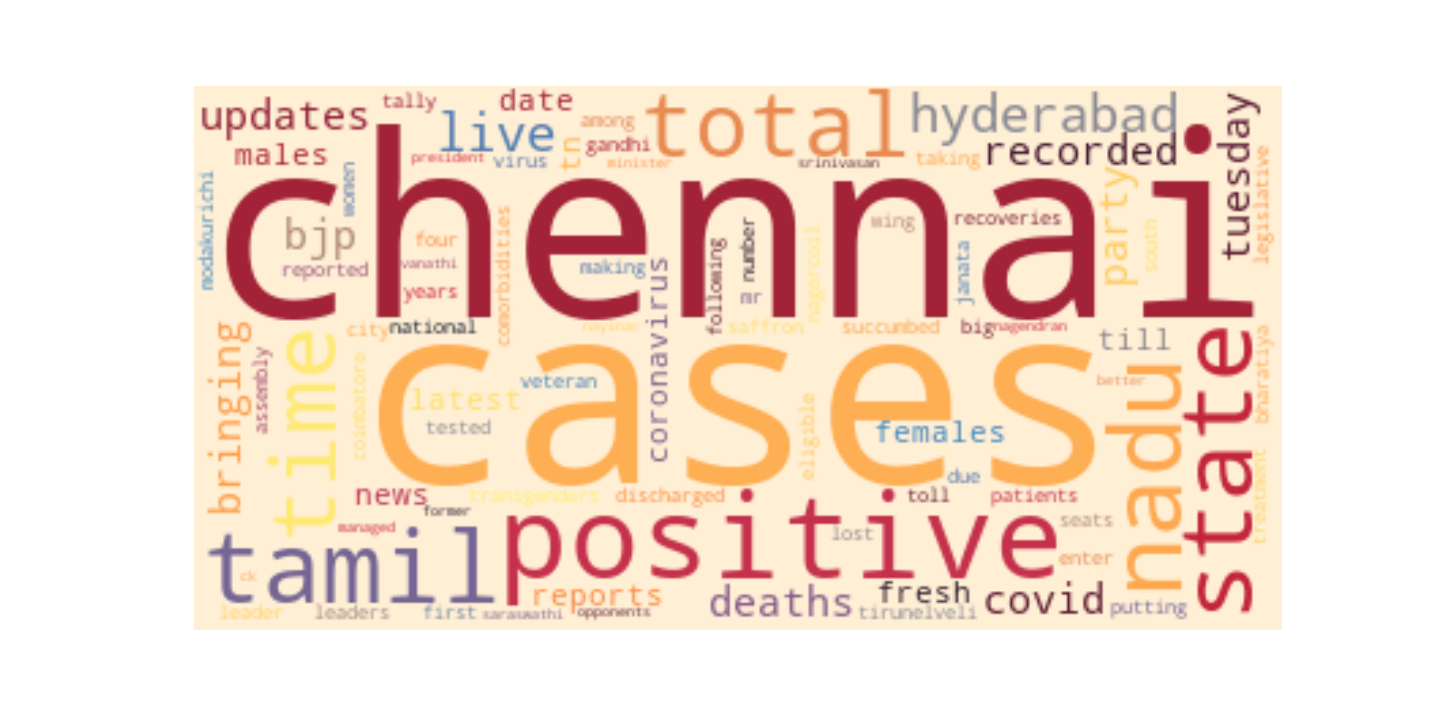 updates
tally
date
live
among
tn
gandhi
total
hyderabad
tuesday
males
president
virus
minister
srinivasan
taking
recorded
chennai
modakurichi
women
bjp
four
reported
vanathi
years
comorbidities
making
coronavirus
following
number
mr
nagercoil
wing
recoveries
janata
party
south
legislative
city
national
nayinar
saffron
succumbed
big
nagendran
till
bringing
assembly
time
coimbatore
cases
latest
veteran
tested
eligible
females
due
better
nadu
state
bharatiya
treatment
news
former
transgenders
discharged
toll
patients
managed
tamil
positive
lost
seats
enter
ck
reports
deaths
fresh
covid
putting
leader
leaders
first
saraswathi
opponents
tirunelveli